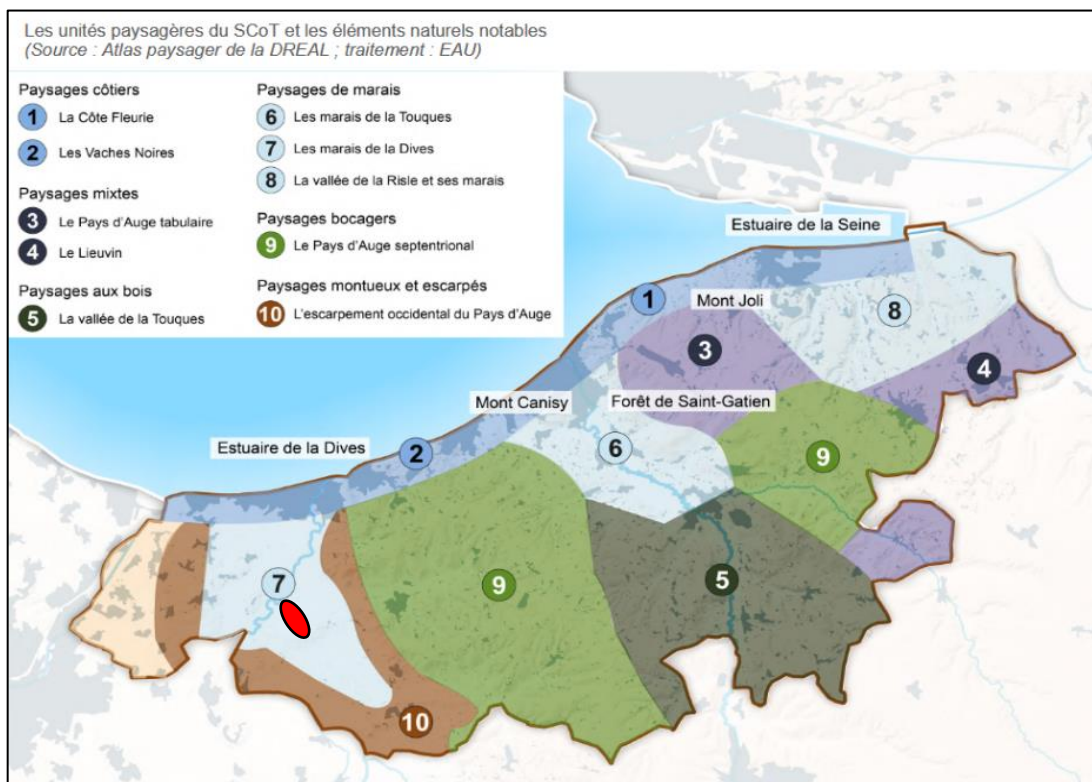 Les unités paysagères du SCoT et les éléments naturels notables
(Source : Atlas paysager de la DREAL ; traitement : EAU)
Paysages côtiers
1 La Côte Fleurie
2 Les Vaches Noires
Paysages mixtes
3 Le Pays d'Auge tabulaire
4 Le Lieuvin
Paysages aux bois
5 La vallée de la Touques
Paysages de marais
6 Les marais de la Touques
7 Les marais de la Dives
8 La vallée de la Risle et ses marais
Paysages bocagers
9 Le Pays d'Auge septentrional
Paysages montueux et escarpés
10 L'escarpement occidental du Pays d'Auge
Estuaire de la Seine
1
Mont Joli
8
3
4
Mont Canisy
Forêt de Saint-Gatien
Estuaire de la Dives
2
6
9
7
9
5
10